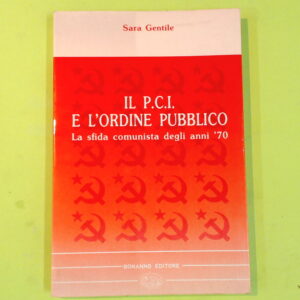 Sara Gentile
IL P.C.I.
E L'ORDINE PUBBLICO
La sfida comunista degli anni '70
BONANNO EDITORE